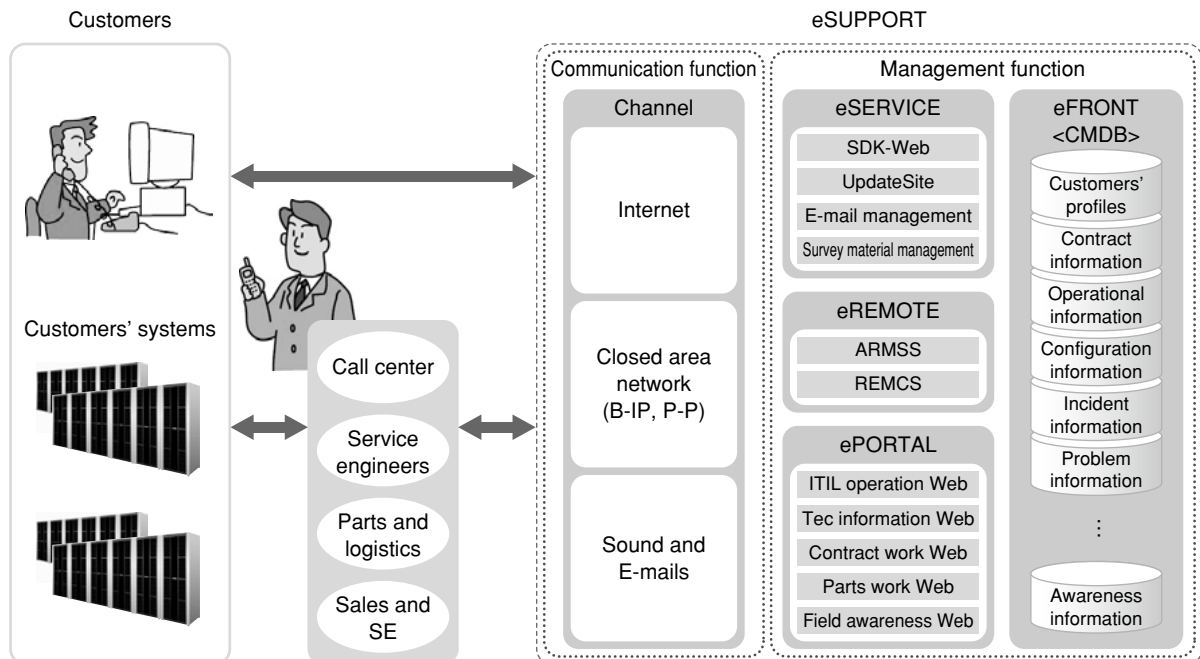 Customers
eSUPPORT
Customers' systems
Call center
Service
engineers
Parts and
logistics
Sales and
SE
Communication function
Channel
Internet
Closed area
network
(B-IP, P-P)
Sound and
E-mails
Management function
eSERVICE
SDK-Web
UpdateSite
E-mail management
Survey material management
eREMOTE
ARMSS
REMCS
ePORTAL
ITIL operation Web
Tec information Web
Contract work Web
Parts work Web
Field awareness Web
eFRONT
<CMDB>
Customers'
profiles
Contract
information
Operational
information
Configuration
information
Incident
information
Problem
information
⋮
Awareness
information